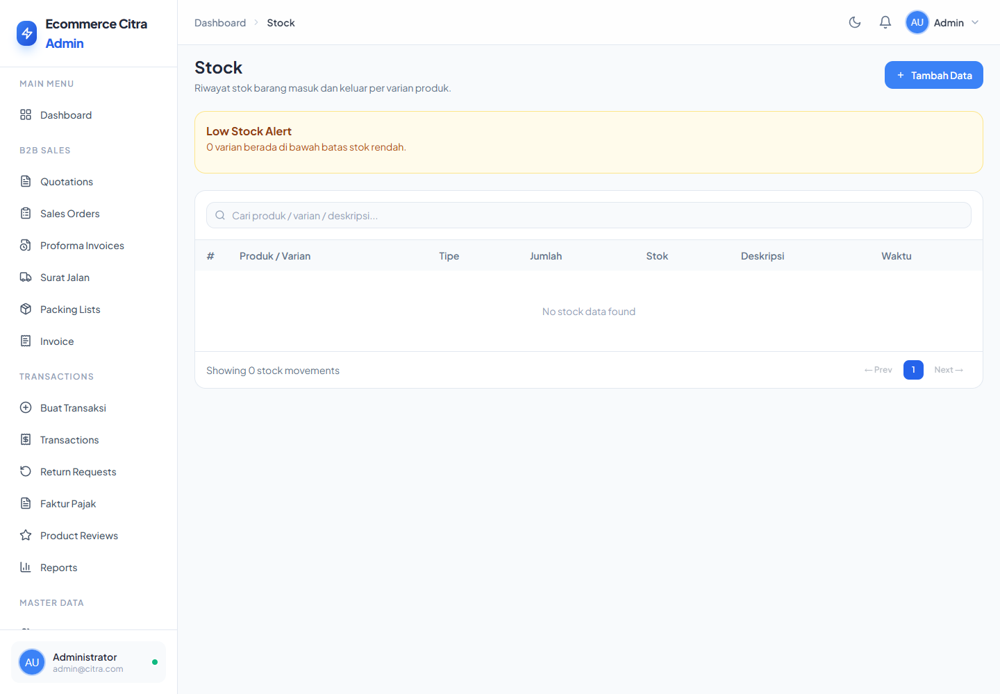 Ecommerce Citra
Admin
MAIN MENU
Dashboard
B2B SALES
Quotations
Sales Orders
Proforma Invoices
Surat Jalan
Packing Lists
Invoice
TRANSACTIONS
Buat Transaksi
Transactions
Return Requests
Faktur Pajak
Product Reviews
Reports
MASTER DATA
AU
Administrator
admin@citra.com
Dashboard > Stock
AU Admin
Stock
Riwayat stok barang masuk dan keluar per varian produk.
+ Tambah Data
Low Stock Alert
0 varian berada di bawah batas stok rendah.
Cari produk / varian / deskripsi...
# Produk / Varian Tipe Jumlah Stok Deskripsi Waktu
No stock data found
Showing 0 stock movements
← Prev 1 Next →